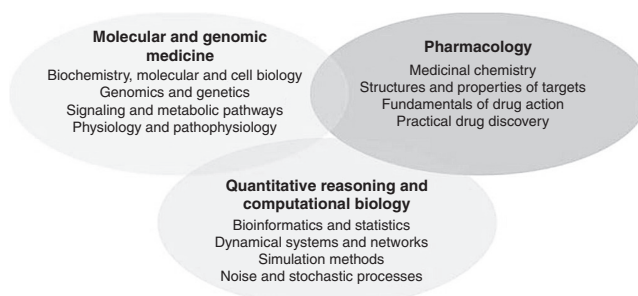 Molecular and genomic
medicine
Biochemistry, molecular and cell biology
Genomics and genetics
Signaling and metabolic pathways
Physiology and pathophysiology
Pharmacology
Medicinal chemistry
Structures and properties of targets
Fundamentals of drug action
Practical drug discovery
Quantitative reasoning and
computational biology
Bioinformatics and statistics
Dynamical systems and networks
Simulation methods
Noise and stochastic processes